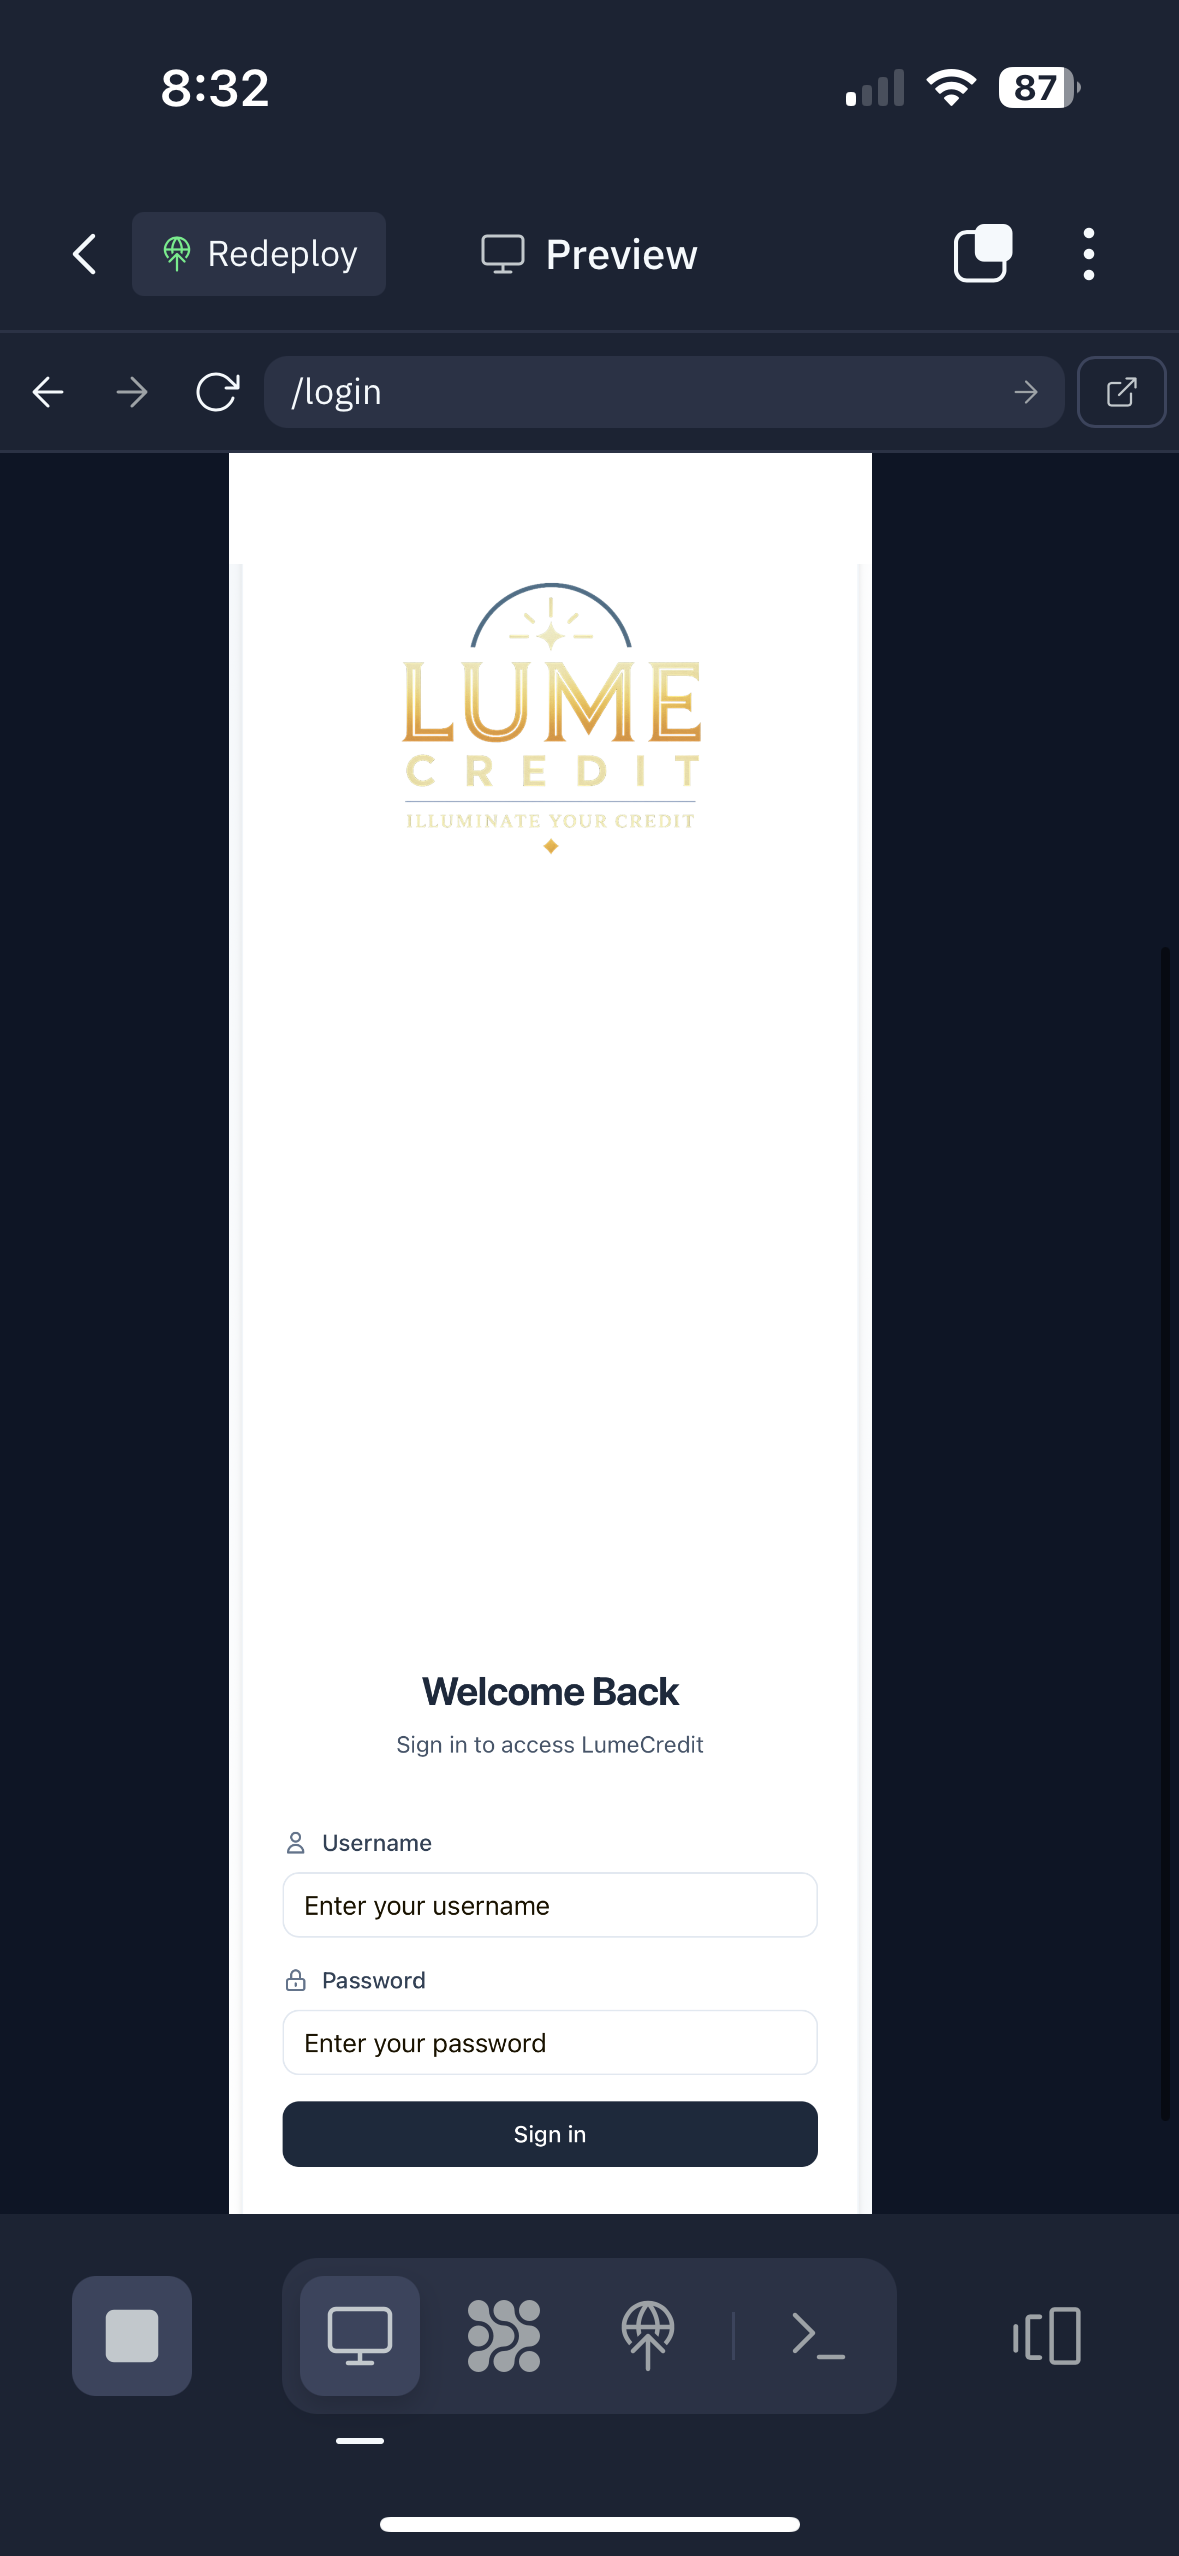 8:32
87
Redeploy
Preview
/login
LUME
CREDIT
ILLUMINATE YOUR CREDIT
Welcome Back
Sign in to access LumeCredit
Username
Enter your username
Password
Enter your password
Sign in